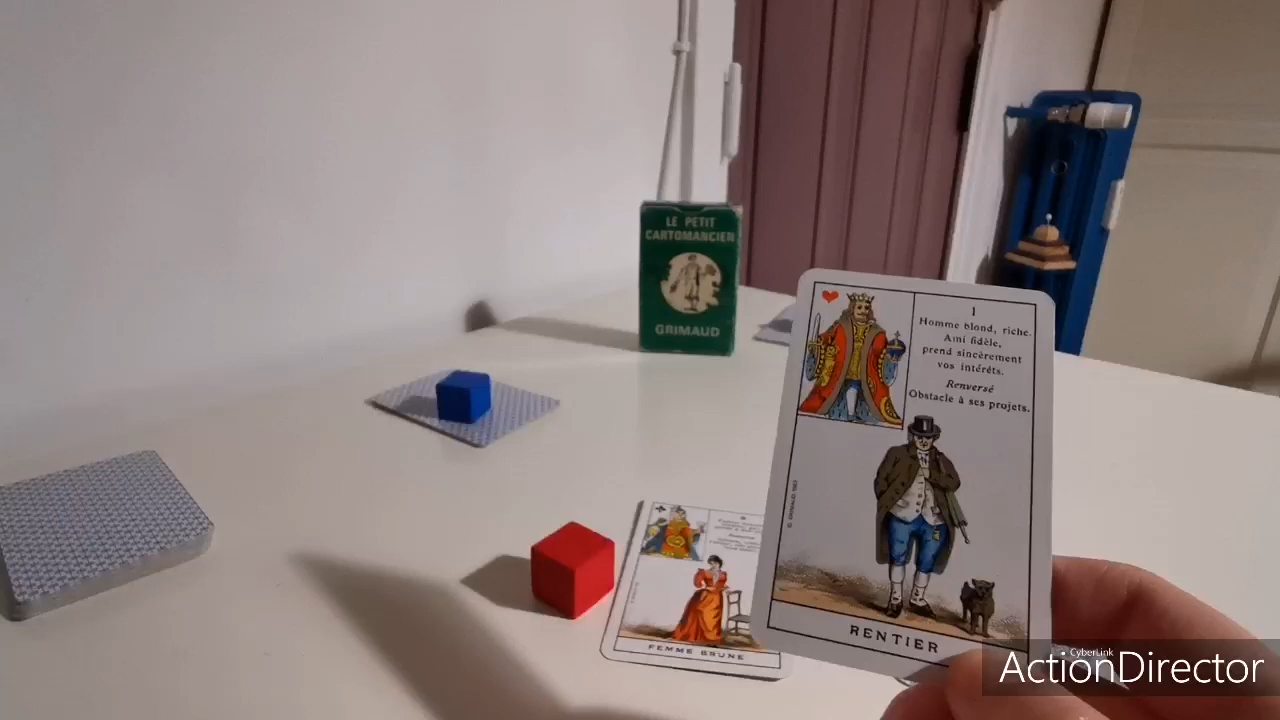 LE PETIT
CARTOMANCIER
GRIMAUD
1
Homme blond, riche.
Ami fidèle,
prend sincèrement
vos intérêts.
Renversé
Obstacle à ses projets.
RENTIER
FEMME BRUNE
CyberLink
ActionDirector